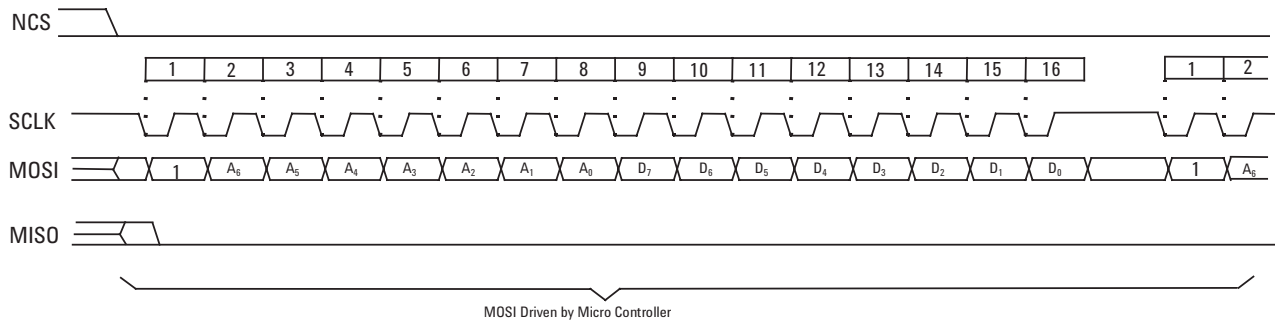 NCS
1 2 3 4 5 6 7 8 9 10 11 12 13 14 15 16 1 2
SCLK
MOSI 1 A₆ A₅ A₄ A₃ A₂ A₁ A₀ D₇ D₆ D₅ D₄ D₃ D₂ D₁ D₀ 1 A₆
MISO
MOSI Driven by Micro Controller